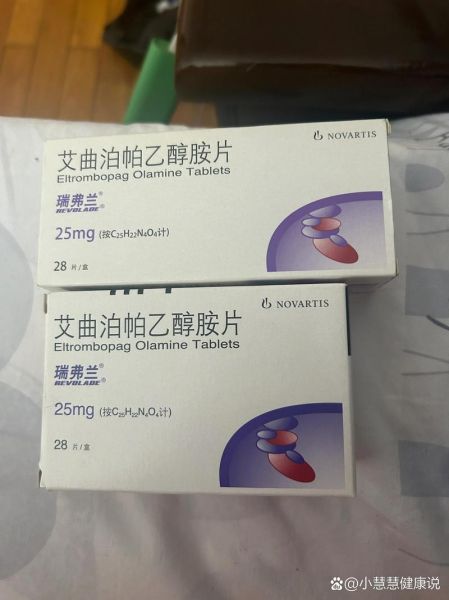 NOVARTIS
艾曲泊帕乙醇胺片
Eltrombopag Olamine Tablets
瑞弗兰®
REVOLADE®
25mg (按C₂₅H₂₂N₄O₄计)
28 片/盒
NOVARTIS
艾曲泊帕乙醇胺片
Eltrombopag Olamine Tablets
瑞弗兰®
REVOLADE®
25mg (按C₂₅H₂₂N₄O₄计)
28 片/盒
@小慧慧健康说